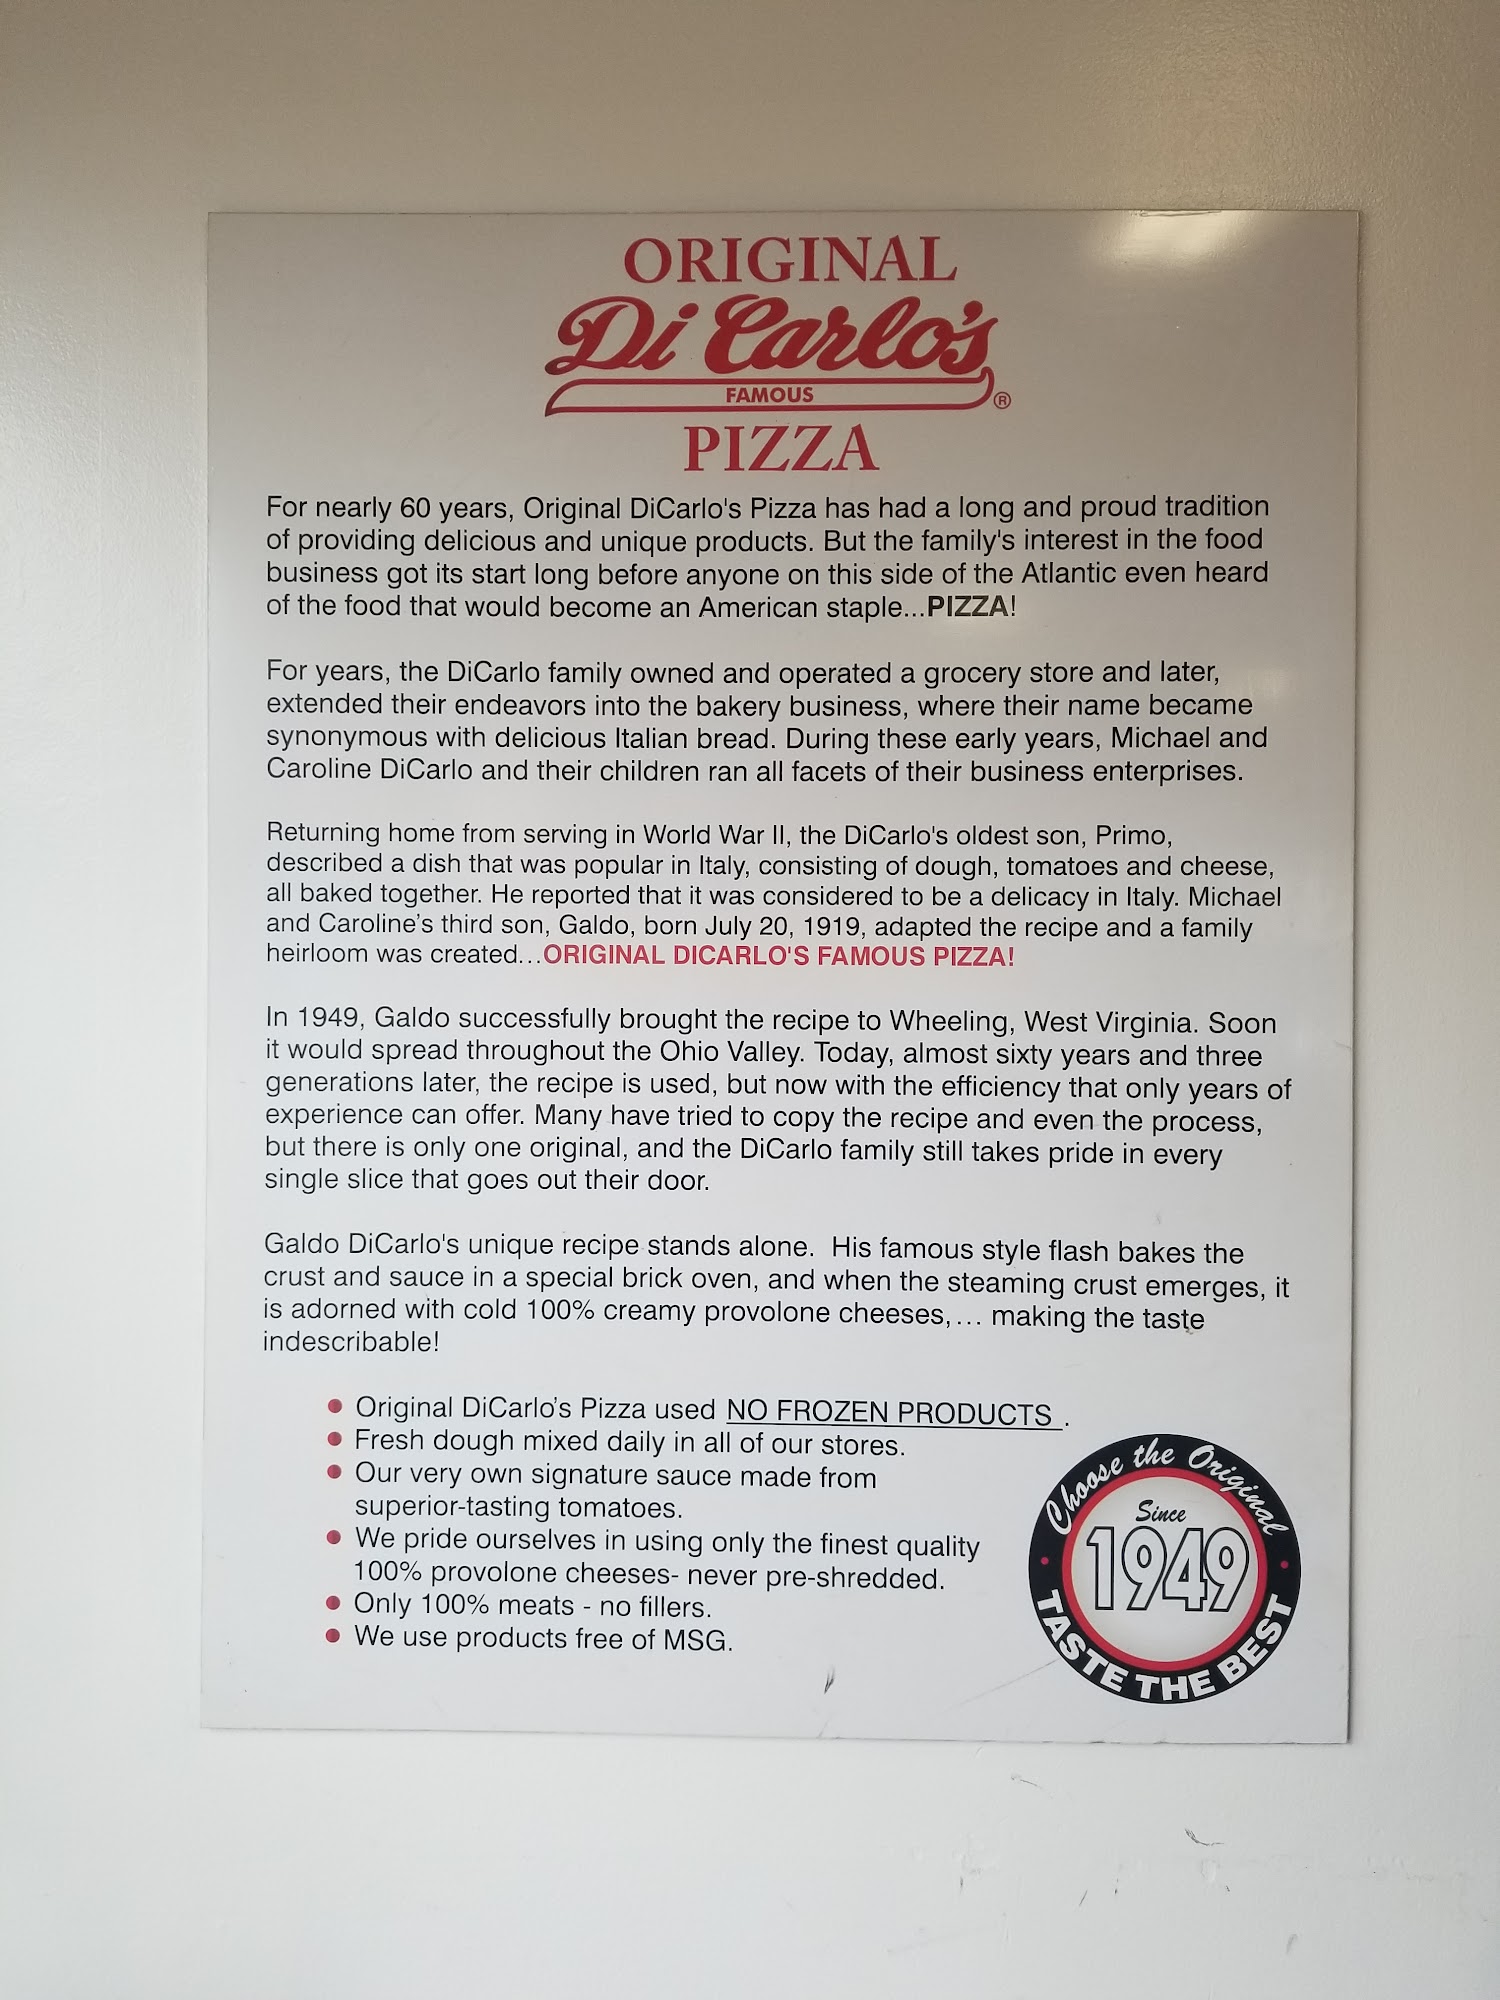 ORIGINAL
Di Carlo's
FAMOUS ®
PIZZA
For nearly 60 years, Original DiCarlo's Pizza has had a long and proud tradition
of providing delicious and unique products. But the family's interest in the food
business got its start long before anyone on this side of the Atlantic even heard
of the food that would become an American staple...PIZZA!
For years, the DiCarlo family owned and operated a grocery store and later,
extended their endeavors into the bakery business, where their name became
synonymous with delicious Italian bread. During these early years, Michael and
Caroline DiCarlo and their children ran all facets of their business enterprises.
Returning home from serving in World War II, the DiCarlo's oldest son, Primo,
described a dish that was popular in Italy, consisting of dough, tomatoes and cheese,
all baked together. He reported that it was considered to be a delicacy in Italy. Michael
and Caroline's third son, Galdo, born July 20, 1919, adapted the recipe and a family
heirloom was created...ORIGINAL DICARLO'S FAMOUS PIZZA!
In 1949, Galdo successfully brought the recipe to Wheeling, West Virginia. Soon
it would spread throughout the Ohio Valley. Today, almost sixty years and three
generations later, the recipe is used, but now with the efficiency that only years of
experience can offer. Many have tried to copy the recipe and even the process,
but there is only one original, and the DiCarlo family still takes pride in every
single slice that goes out their door.
Galdo DiCarlo's unique recipe stands alone. His famous style flash bakes the
crust and sauce in a special brick oven, and when the steaming crust emerges, it
is adorned with cold 100% creamy provolone cheeses,... making the taste
indescribable!
• Original DiCarlo's Pizza used NO FROZEN PRODUCTS .
• Fresh dough mixed daily in all of our stores.
• Our very own signature sauce made from
superior-tasting tomatoes.
• We pride ourselves in using only the finest quality
100% provolone cheeses- never pre-shredded.
• Only 100% meats - no fillers.
• We use products free of MSG.
Choose the Original
Since
1949
TASTE THE BEST